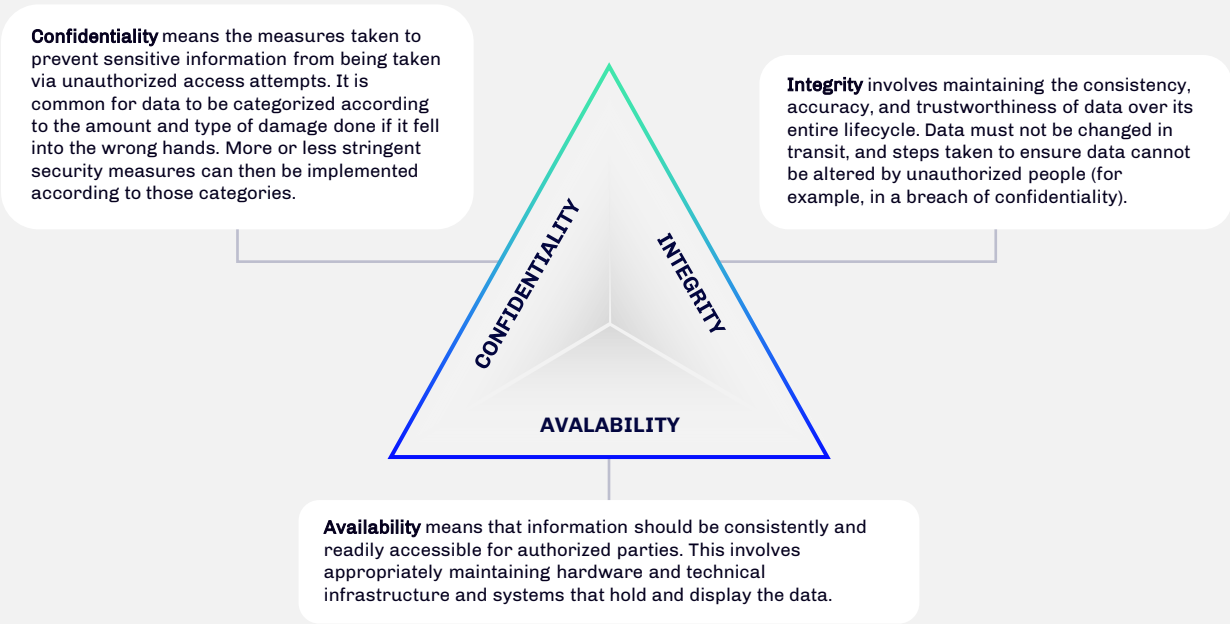 Confidentiality means the measures taken to
prevent sensitive information from being taken
via unauthorized access attempts. It is
common for data to be categorized according
to the amount and type of damage done if it fell
into the wrong hands. More or less stringent
security measures can then be implemented
according to those categories.
Integrity involves maintaining the consistency,
accuracy, and trustworthiness of data over its
entire lifecycle. Data must not be changed in
transit, and steps taken to ensure data cannot
be altered by unauthorized people (for
example, in a breach of confidentiality).
CONFIDENTIALITY
INTEGRITY
AVALABILITY
Availability means that information should be consistently and
readily accessible for authorized parties. This involves
appropriately maintaining hardware and technical
infrastructure and systems that hold and display the data.